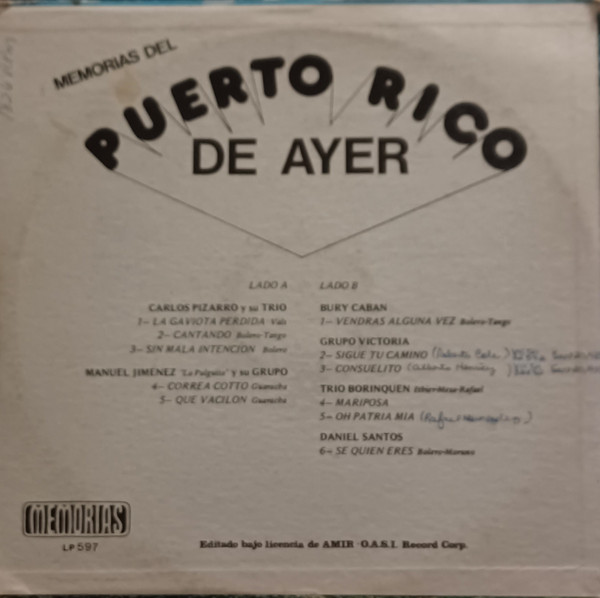 MEMORIAS DEL
PUERTO RICO
DE AYER
LADO A
CARLOS PIZARRO y su TRIO
1- LA GAVIOTA PERDIDA Vals
2- CANTANDO Bolero-Tango
3- SIN MALA INTENCION Bolero
MANUEL JIMENEZ "La Pulguita" y su GRUPO
4- CORREA COTTO Guaracha
5- QUE VACILON Guaracha
LADO B
BURY CABAN
1- VENDRAS ALGUNA VEZ Bolero-Tango
GRUPO VICTORIA
2- SIGUE TU CAMINO
3- CONSUELITO
TRIO BORINQUEN
4- MARIPOSA
5- OH PATRIA MIA (Rafael
DANIEL SANTOS
6- SE QUIEN ERES
MEMORIAS
LP 597
Editado bajo licencia de AMIR - O.A.S.I. Record Corp.